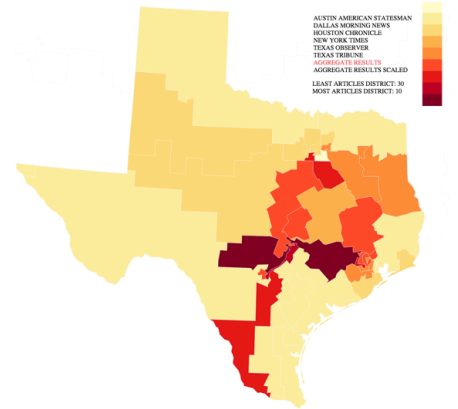 AUSTIN AMERICAN STATESMAN
DALLAS MORNING NEWS
HOUSTON CHRONICLE
NEW YORK TIMES
TEXAS OBSERVER
TEXAS TRIBUNE
AGGREGATE RESULTS
AGGREGATE RESULTS SCALED
LEAST ARTICLES DISTRICT: 30
MOST ARTICLES DISTRICT: 10